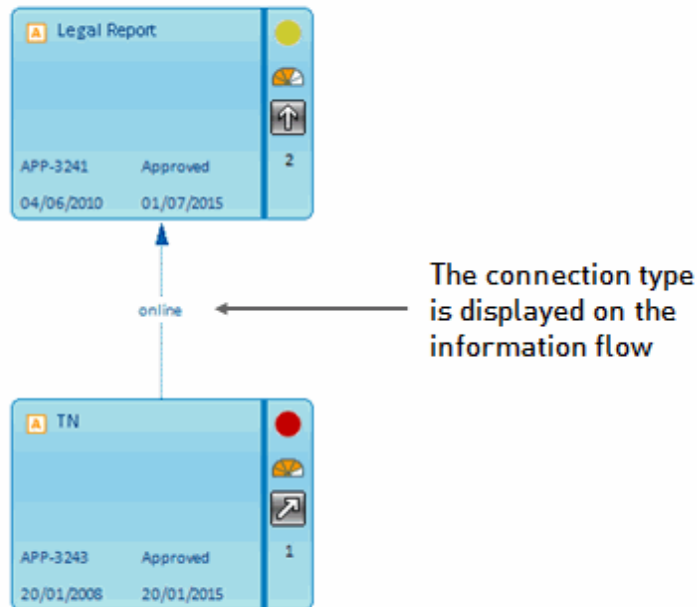 A Legal Report
APP-3241 Approved 2
04/06/2010 01/07/2015
online
The connection type
is displayed on the
information flow
A TN
APP-3243 Approved 1
20/01/2008 20/01/2015